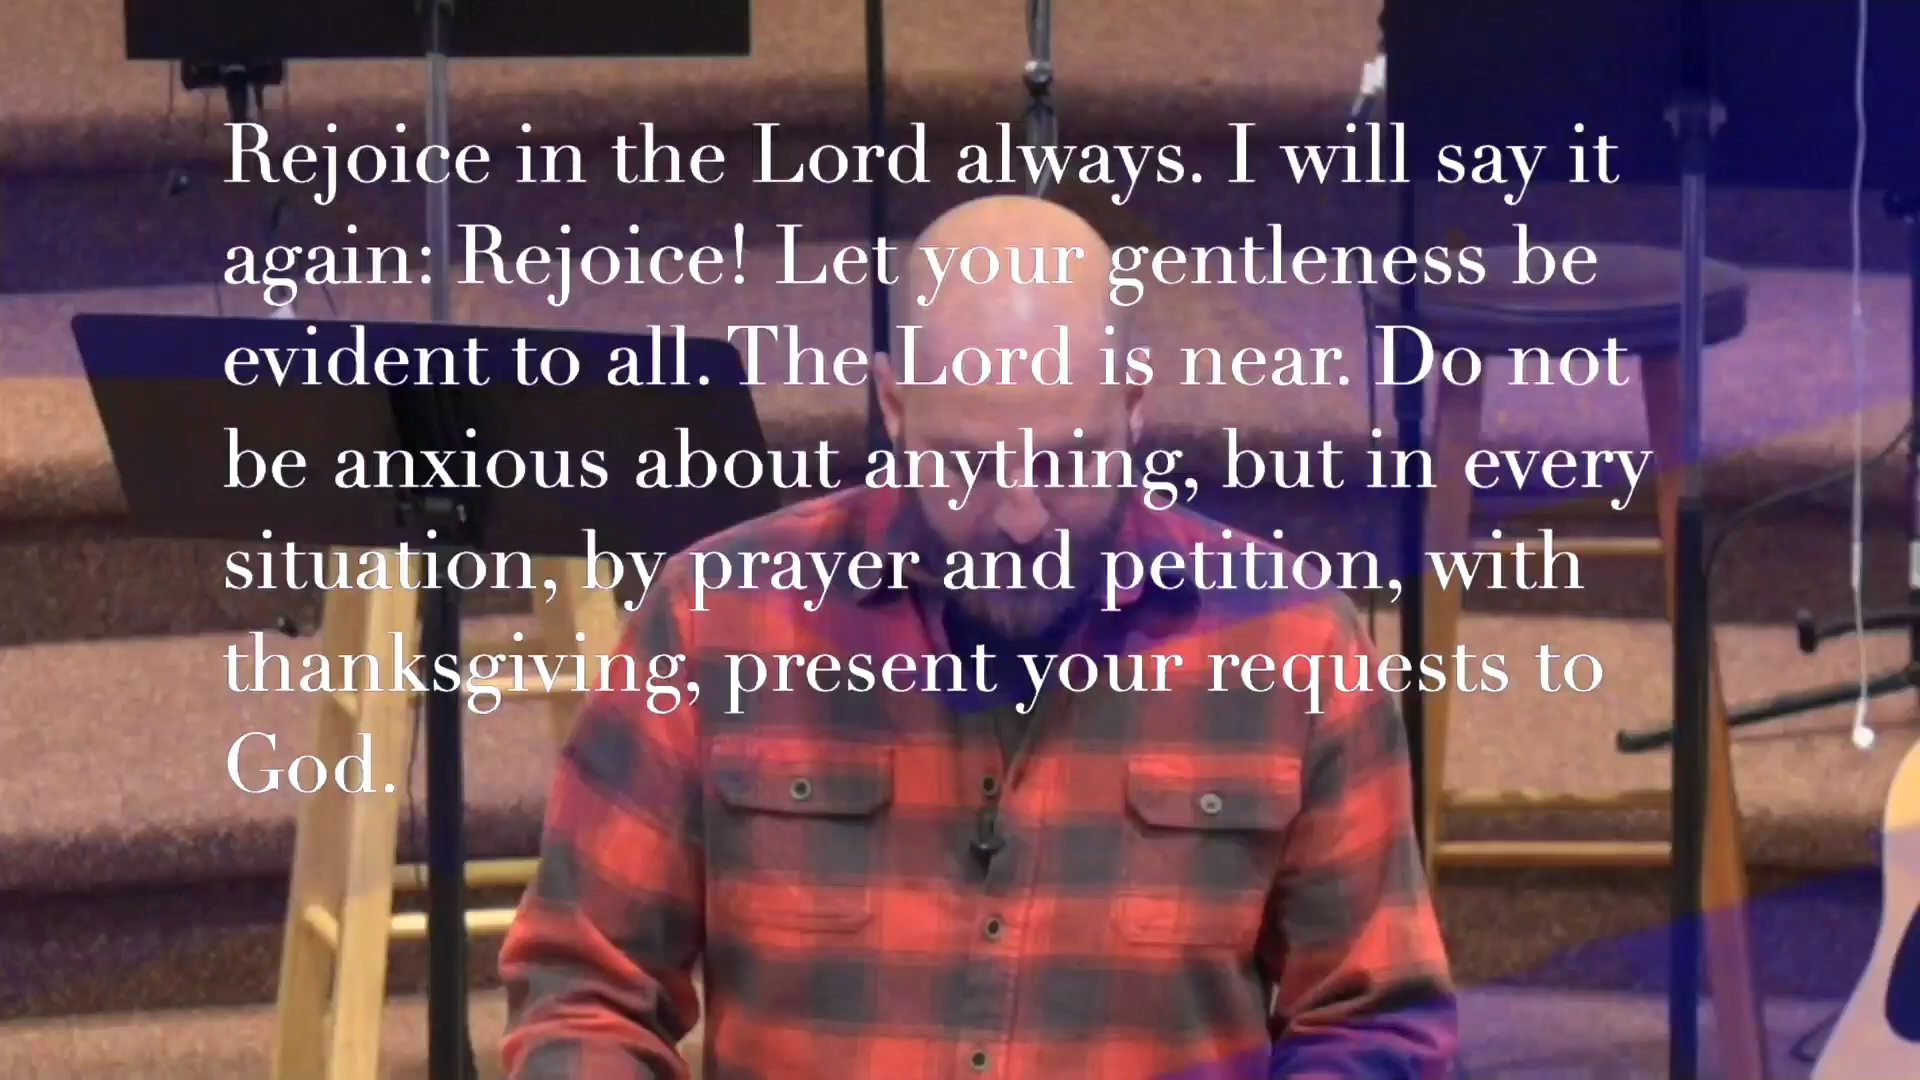 Rejoice in the Lord always. I will say it
again: Rejoice! Let your gentleness be
evident to all. The Lord is near. Do not
be anxious about anything, but in every
situation, by prayer and petition, with
thanksgiving, present your requests to
God.